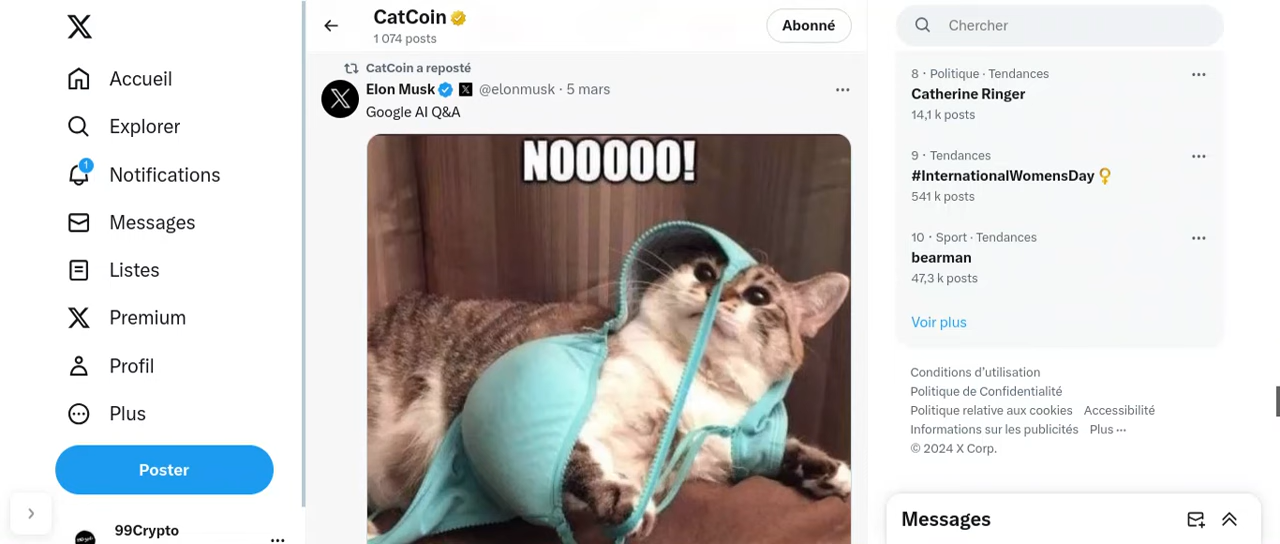 CatCoin
1 074 posts
Abonné
Chercher
Accueil
Explorer
1
Notifications
Messages
Listes
Premium
Profil
Plus
Poster
99Crypto
CatCoin a reposté
Elon Musk @elonmusk · 5 mars
Google AI Q&A
NOOOOO!
8 · Politique · Tendances
Catherine Ringer
14,1 k posts
9 · Tendances
#InternationalWomensDay
541 k posts
10 · Sport · Tendances
bearman
47,3 k posts
Voir plus
Conditions d’utilisation
Politique de Confidentialité
Politique relative aux cookies Accessibilité
Informations sur les publicités Plus ···
© 2024 X Corp.
Messages